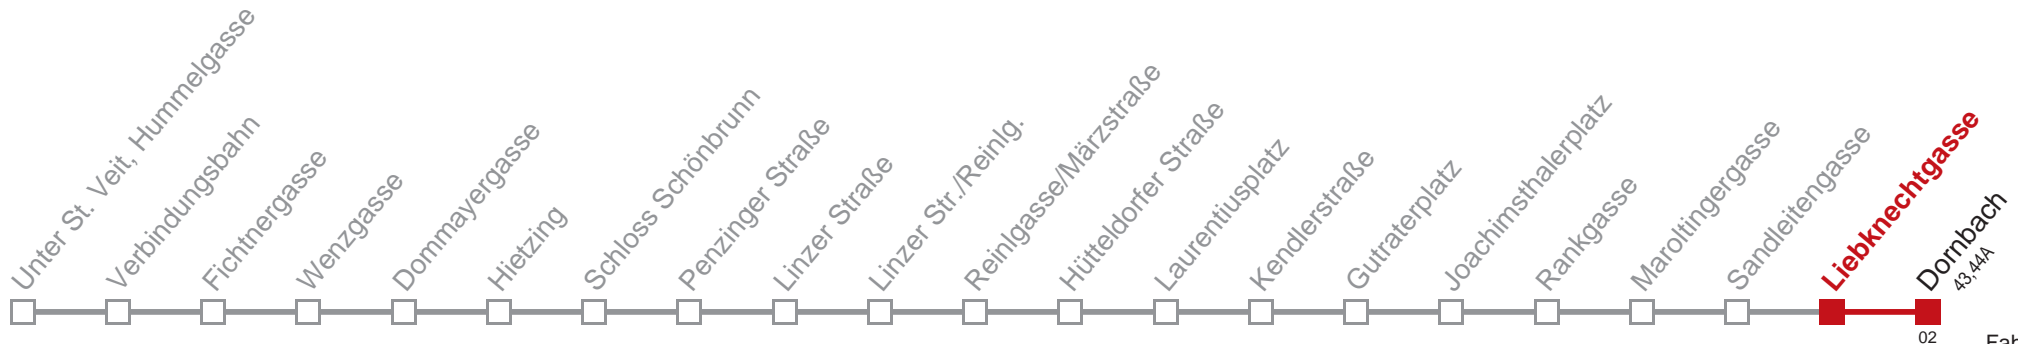 Unter St. Veit, Hummelgasse
Verbindungsbahn
Fichtnergasse
Wenzgasse
Dommayergasse
Hietzing
Schloss Schönbrunn
Penzinger Straße
Linzer Straße
Linzer Str./Reinlg.
Reinlgasse/Märzstraße
Hütteldorfer Straße
Laurentiusplatz
Kendlerstraße
Gutraterplatz
Joachimsthalerplatz
Rankgasse
Maroltingergasse
Sandleitengasse
Liebknechtgasse
Dornbach
43,44A
02